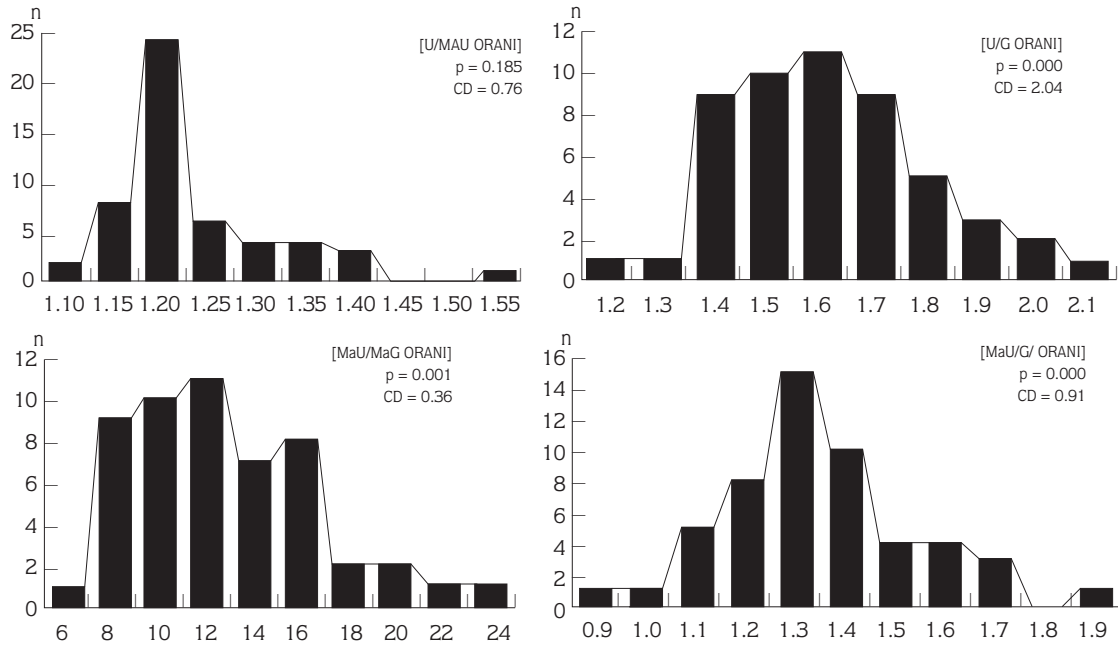 n
25
20
15
10
5
0
[U/MAU ORANI]
p = 0.185
CD = 0.76
1.10 1.15 1.20 1.25 1.30 1.35 1.40 1.45 1.50 1.55
n
12
10
8
6
4
2
0
[U/G ORANI]
p = 0.000
CD = 2.04
1.2 1.3 1.4 1.5 1.6 1.7 1.8 1.9 2.0 2.1
n
12
10
8
6
4
2
0
[MaU/MaG ORANI]
p = 0.001
CD = 0.36
6 8 10 12 14 16 18 20 22 24
n
16
14
12
10
8
6
4
2
0
[MaU/G/ ORANI]
p = 0.000
CD = 0.91
0.9 1.0 1.1 1.2 1.3 1.4 1.5 1.6 1.7 1.8 1.9